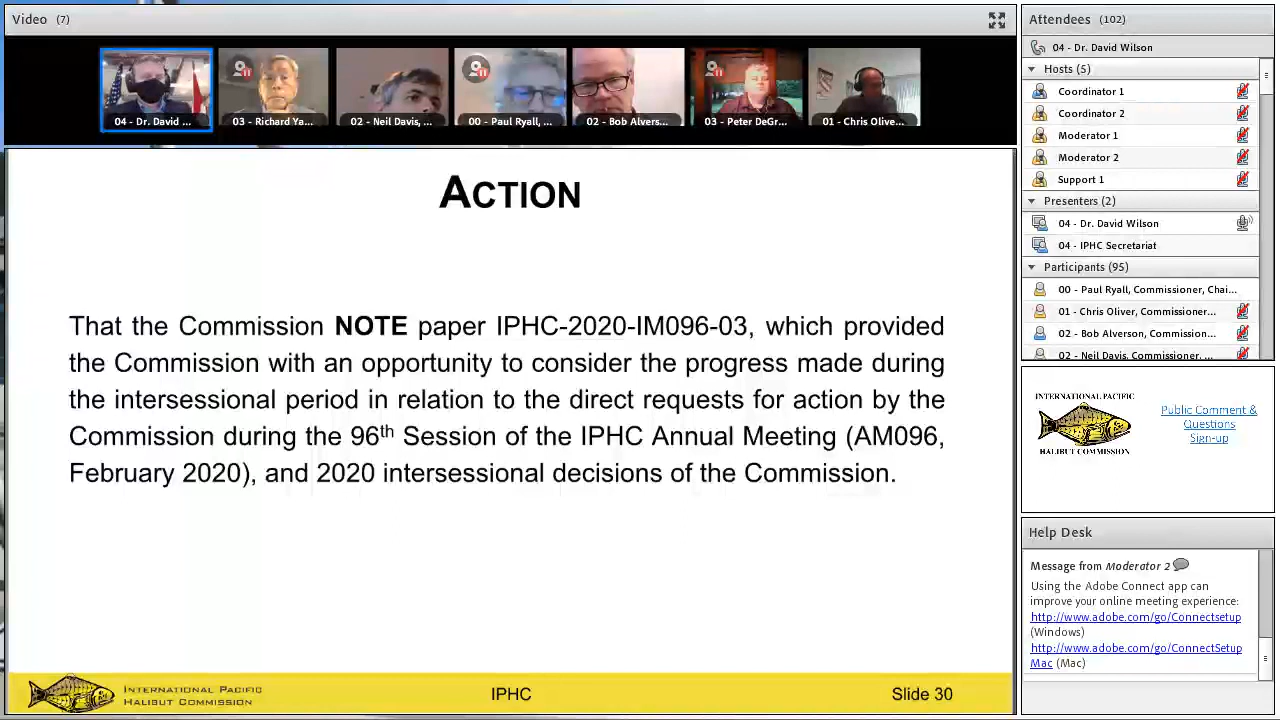 Video (7)
04 - Dr. David ...
03 - Richard Ya...
02 - Neil Davis, ...
00 - Paul Ryall, ...
02 - Bob Alvers...
03 - Peter DeGr...
01 - Chris Olive...
ACTION
That the Commission NOTE paper IPHC-2020-IM096-03, which provided
the Commission with an opportunity to consider the progress made during
the intersessional period in relation to the direct requests for action by the
Commission during the 96th Session of the IPHC Annual Meeting (AM096,
February 2020), and 2020 intersessional decisions of the Commission.
INTERNATIONAL PACIFIC
HALIBUT COMMISSION
IPHC
Slide 30
Attendees (102)
04 - Dr. David Wilson
Hosts (5)
Coordinator 1
Coordinator 2
Moderator 1
Moderator 2
Support 1
Presenters (2)
04 - Dr. David Wilson
04 - IPHC Secretariat
Participants (95)
00 - Paul Ryall, Commissioner, Chai...
01 - Chris Oliver, Commissioner...
02 - Bob Alverson, Commission...
02 - Neil Davis, Commissioner, ...
INTERNATIONAL PACIFIC
HALIBUT COMMISSION
Public Comment &
Questions
Sign-up
Help Desk
Message from Moderator 2
Using the Adobe Connect app can
improve your online meeting experience:
http://www.adobe.com/go/Connectsetup
(Windows)
http://www.adobe.com/go/ConnectSetup
Mac (Mac)